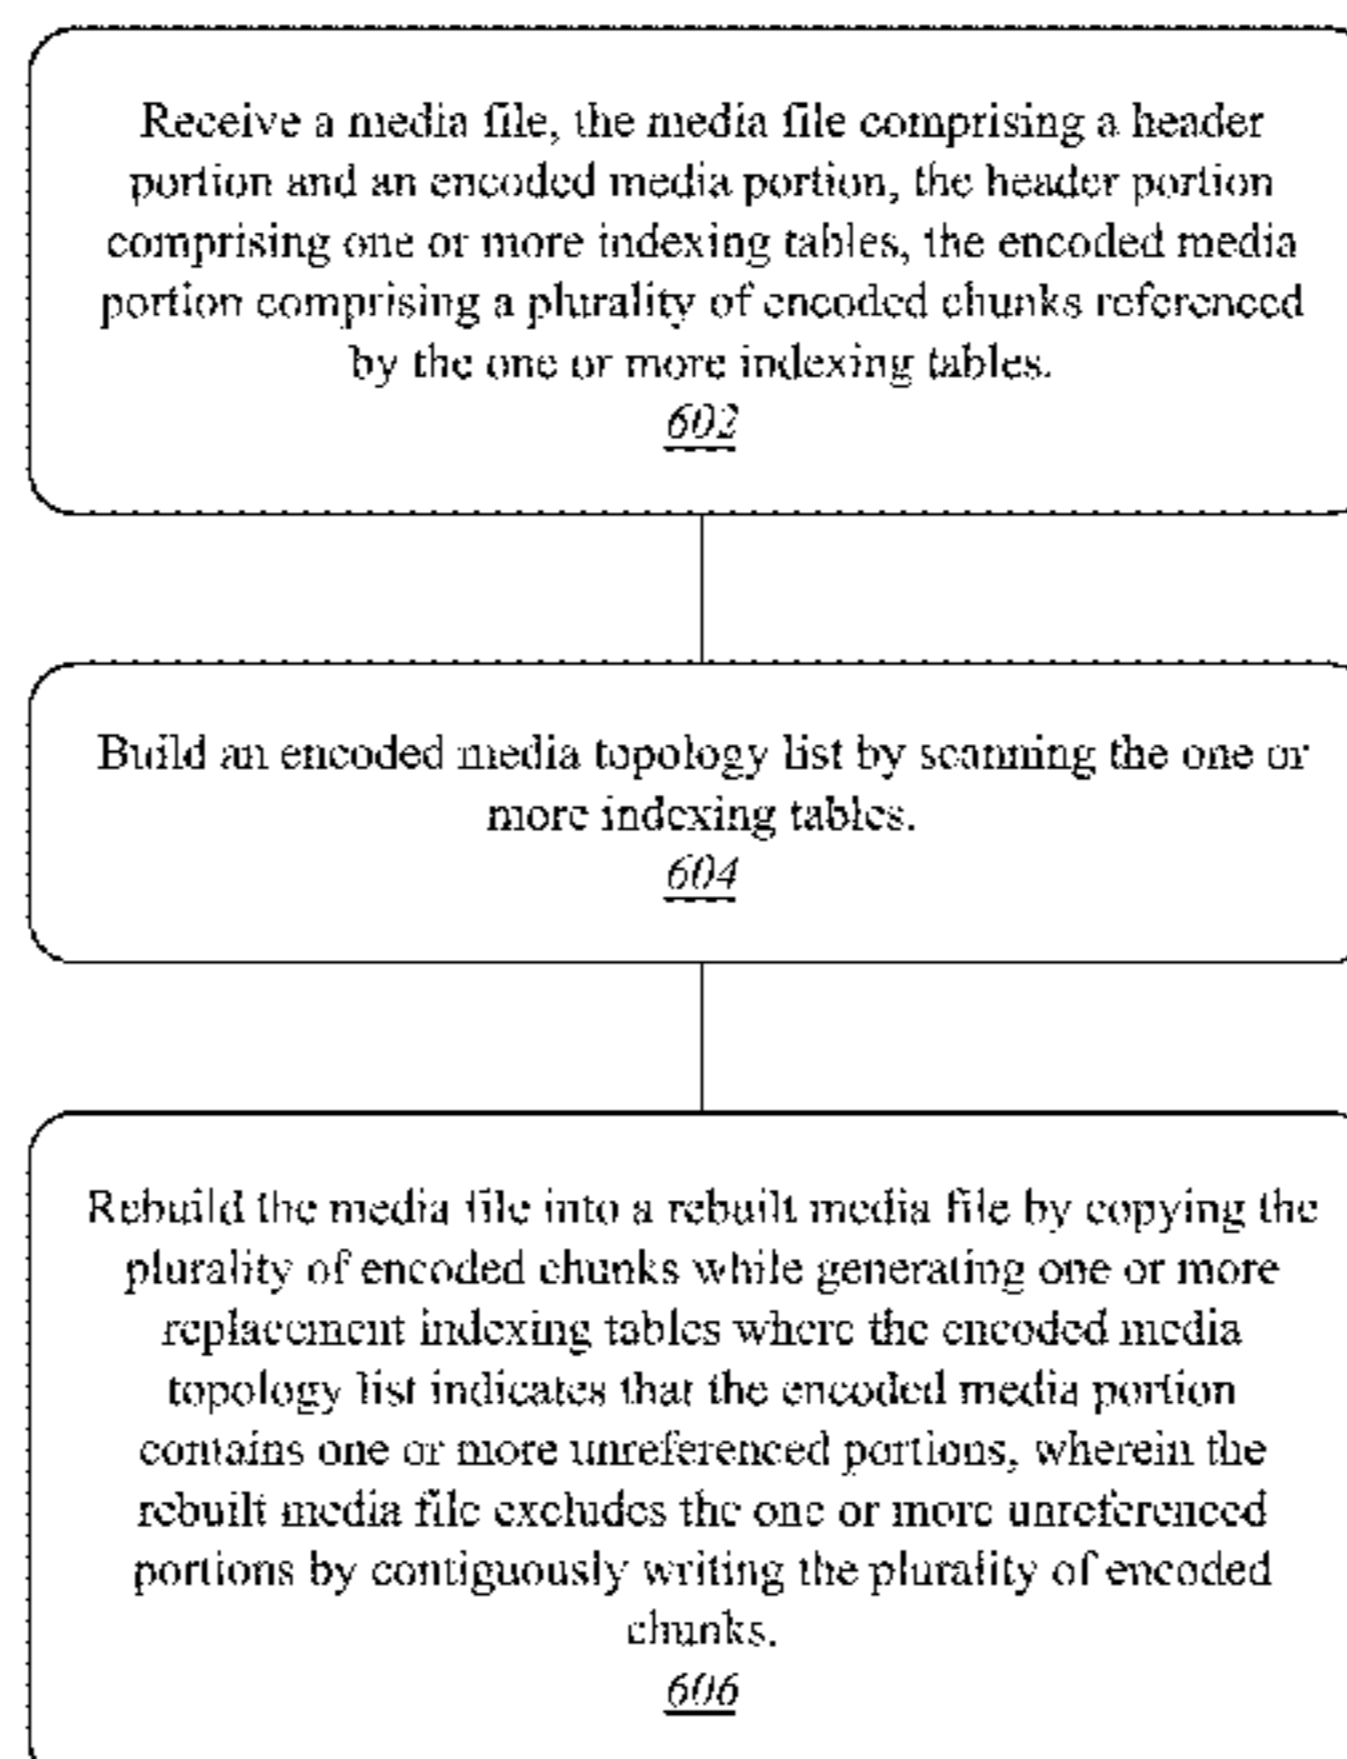 Receive a media file, the media file comprising a header
portion and an encoded media portion, the header portion
comprising one or more indexing tables, the encoded media
portion comprising a plurality of encoded chunks referenced
by the one or more indexing tables.
602
Build an encoded media topology list by scanning the one or
more indexing tables.
604
Rebuild the media file into a rebuilt media file by copying the
plurality of encoded chunks while generating one or more
replacement indexing tables where the encoded media
topology list indicates that the encoded media portion
contains one or more unreferenced portions, wherein the
rebuilt media file excludes the one or more unreferenced
portions by contiguously writing the plurality of encoded
chunks.
606